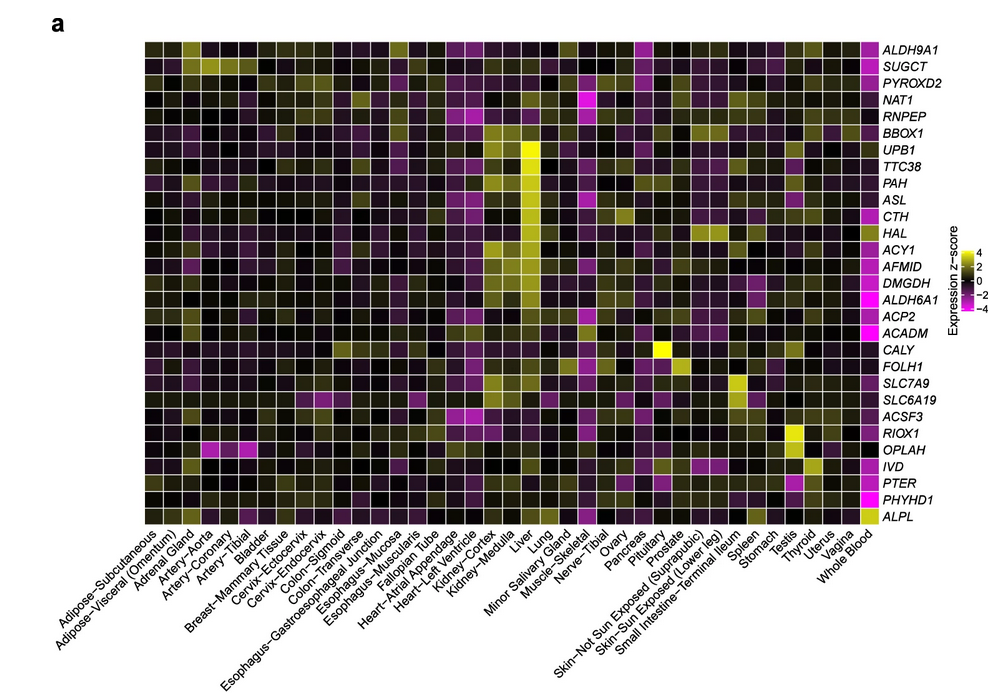 a
ALDH9A1
SUGCT
PYROXD2
NAT1
RNPEP
BBOX1
UPB1
TTC38
PAH
ASL
CTH
HAL
ACY1
AFMID
DMGDH
ALDH6A1
ACP2
ACADM
CALY
FOLH1
SLC7A9
SLC6A19
ACSF3
RIOX1
OPLAH
IVD
PTER
PHYHD1
ALPL
Expression z-score
4
2
0
−2
−4
Adipose−Subcutaneous
Adipose−Visceral (Omentum)
Adrenal Gland
Artery−Aorta
Artery−Coronary
Artery−Tibial
Bladder
Breast−Mammary Tissue
Cervix−Ectocervix
Cervix−Endocervix
Colon−Sigmoid
Colon−Transverse
Esophagus−Gastroesophageal Junction
Esophagus−Mucosa
Esophagus−Muscularis
Fallopian Tube
Heart−Atrial Appendage
Heart−Left Ventricle
Kidney−Cortex
Kidney−Medulla
Liver
Lung
Minor Salivary Gland
Muscle−Skeletal
Nerve−Tibial
Ovary
Pancreas
Pituitary
Prostate
Skin−Not Sun Exposed (Suprapubic)
Skin−Sun Exposed (Lower leg)
Small Intestine−Terminal Ileum
Spleen
Stomach
Testis
Thyroid
Uterus
Vagina
Whole Blood